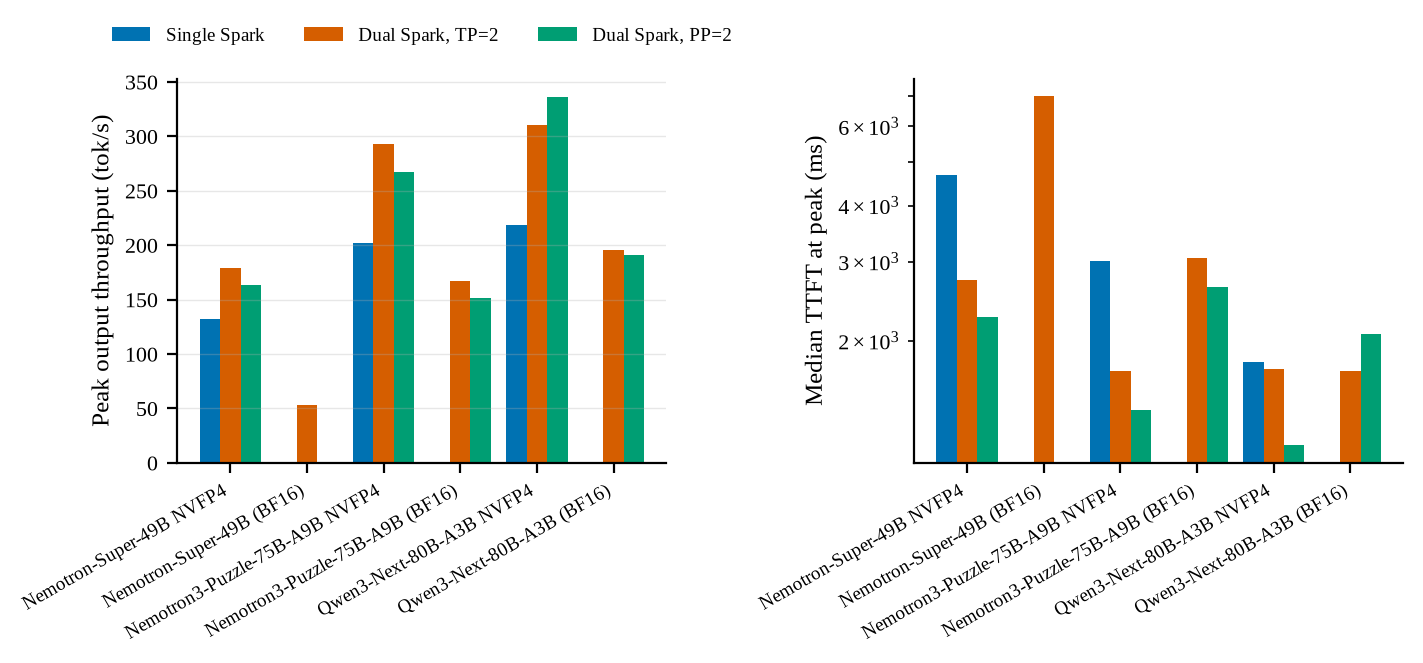 Single Spark Dual Spark, TP=2 Dual Spark, PP=2
Peak output throughput (tok/s)
350
300
250
200
150
100
50
0
Nemotron-Super-49B NVFP4
Nemotron-Super-49B (BF16)
Nemotron3-Puzzle-75B-A9B NVFP4
Nemotron3-Puzzle-75B-A9B (BF16)
Qwen3-Next-80B-A3B NVFP4
Qwen3-Next-80B-A3B (BF16)
Median TTFT at peak (ms)
6 × 10³
4 × 10³
3 × 10³
2 × 10³
Nemotron-Super-49B NVFP4
Nemotron-Super-49B (BF16)
Nemotron3-Puzzle-75B-A9B NVFP4
Nemotron3-Puzzle-75B-A9B (BF16)
Qwen3-Next-80B-A3B NVFP4
Qwen3-Next-80B-A3B (BF16)